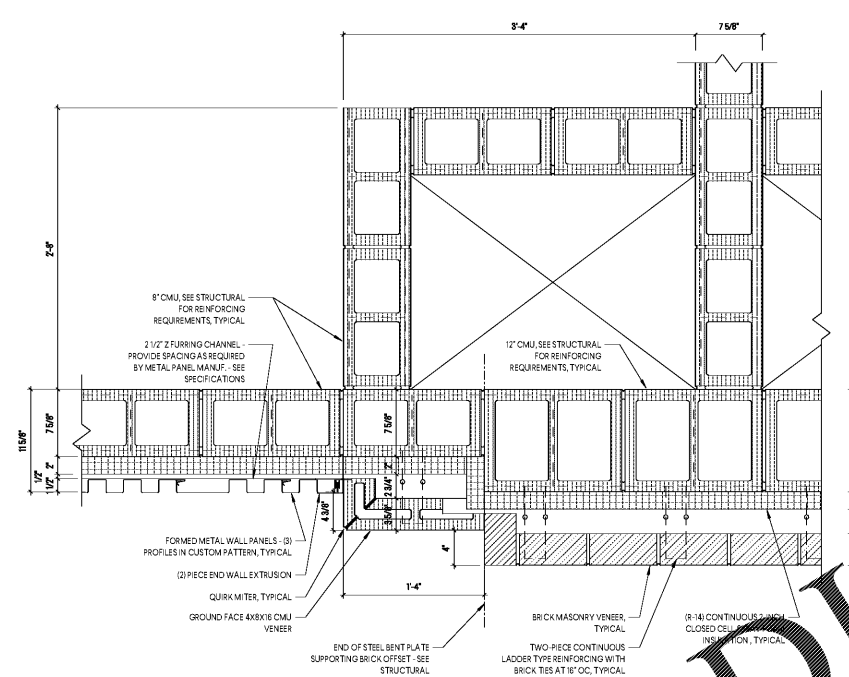 3'-4"
7 5/8"
2'-8"
8" CMU, SEE STRUCTURAL
FOR REINFORCING
REQUIREMENTS, TYPICAL
2 1/2" Z FURRING CHANNEL -
PROVIDE SPACING AS REQUIRED
BY METAL PANEL MANUF. - SEE
SPECIFICATIONS
12" CMU, SEE STRUCTURAL
FOR REINFORCING
REQUIREMENTS, TYPICAL
11 5/8"
7 5/8"
2"
1/2"
1 1/2"
7 5/8"
2"
2 3/4"
3 5/8"
4 3/8"
4"
1'-4"
FORMED METAL WALL PANELS - (3)
PROFILES IN CUSTOM PATTERN, TYPICAL
(2) PIECE END WALL EXTRUSION
QUIRK MITER, TYPICAL
GROUND FACE 4X8X16 CMU
VENEER
END OF STEEL BENT PLATE
SUPPORTING BRICK OFFSET - SEE
STRUCTURAL
BRICK MASONRY VENEER,
TYPICAL
TWO-PIECE CONTINUOUS
LADDER TYPE REINFORCING WITH
BRICK TIES AT 16" OC, TYPICAL
(R-14) CONTINUOUS 2-INCH
CLOSED CELL
INSULATION, TYPICAL